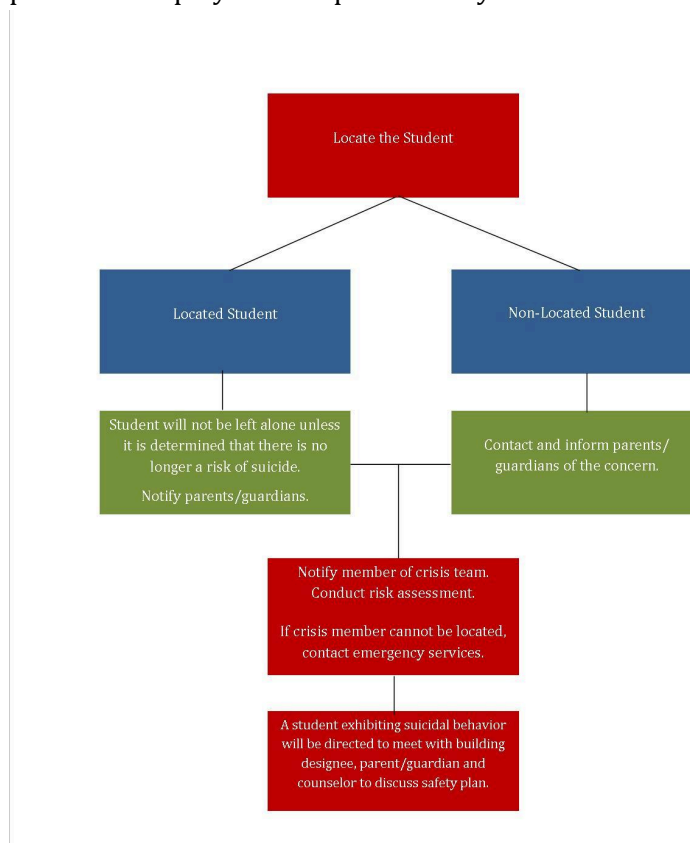 Locate the Student
Located Student
Non-Located Student
Student will not be left alone unless
it is determined that there is no
longer a risk of suicide.
Notify parents/guardians.
Contact and inform parents/
guardians of the concern.
Notify member of crisis team.
Conduct risk assessment.
If crisis member cannot be located,
contact emergency services.
A student exhibiting suicidal behavior
will be directed to meet with building
designee, parent/guardian and
counselor to discuss safety plan.